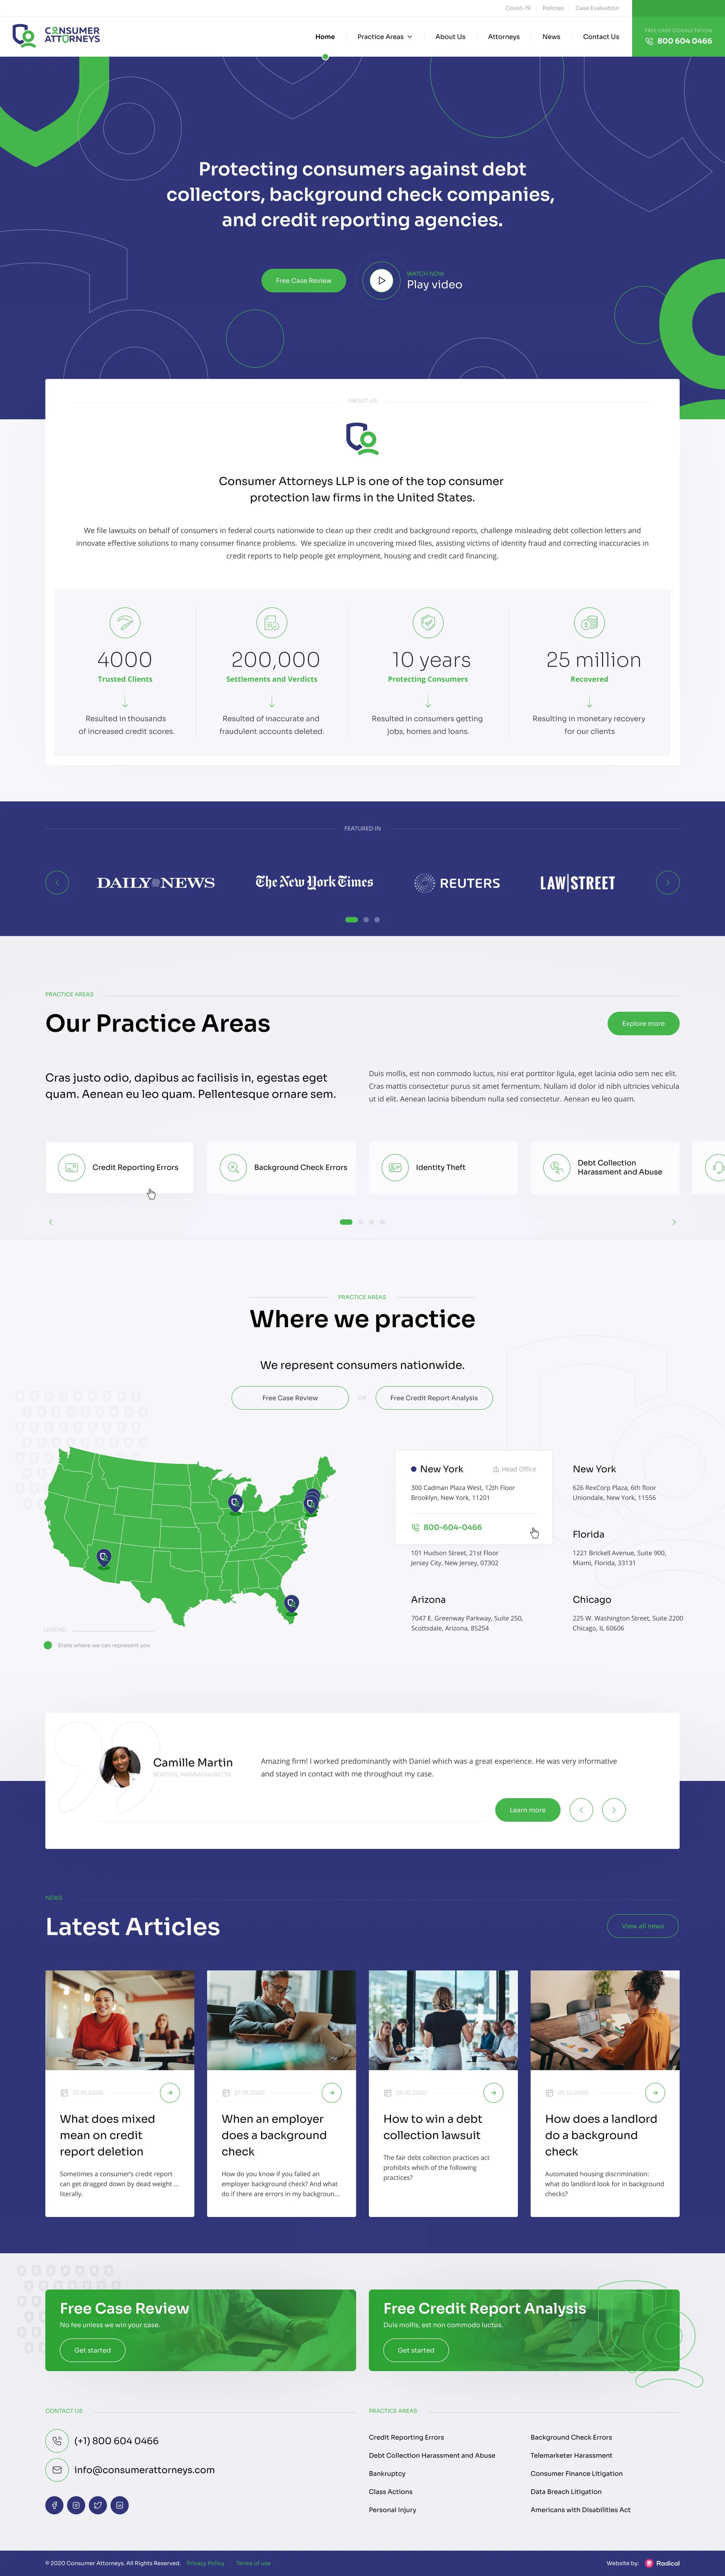 Covid-19 Policies Case Evaluation
CONSUMER
ATTORNEYS
Home Practice Areas About Us Attorneys News Contact Us
FREE CASE CONSULTATION
800 604 0466
Protecting consumers against debt
collectors, background check companies,
and credit reporting agencies.
Free Case Review
WATCH NOW
Play video
ABOUT US
Consumer Attorneys LLP is one of the top consumer
protection law firms in the United States.
We file lawsuits on behalf of consumers in federal courts nationwide to clean up their credit and background reports, challenge misleading debt collection letters and
innovate effective solutions to many consumer finance problems. We specialize in uncovering mixed files, assisting victims of identity fraud and correcting inaccuracies in
credit reports to help people get employment, housing and credit card financing.
4000
Trusted Clients
Resulted in thousands
of increased credit scores.
200,000
Settlements and Verdicts
Resulted of inaccurate and
fraudulent accounts deleted.
10 years
Protecting Consumers
Resulted in consumers getting
jobs, homes and loans.
25 million
Recovered
Resulting in monetary recovery
for our clients
FEATURED IN
DAILY NEWS
The New York Times
REUTERS
LAW|STREET
PRACTICE AREAS
Our Practice Areas
Explore more
Cras justo odio, dapibus ac facilisis in, egestas eget
quam. Aenean eu leo quam. Pellentesque ornare sem.
Duis mollis, est non commodo luctus, nisi erat porttitor ligula, eget lacinia odio sem nec elit.
Cras mattis consectetur purus sit amet fermentum. Nullam id dolor id nibh ultricies vehicula
ut id elit. Aenean lacinia bibendum nulla sed consectetur. Aenean eu leo quam.
Credit Reporting Errors
Background Check Errors
Identity Theft
Debt Collection
Harassment and Abuse
PRACTICE AREAS
Where we practice
We represent consumers nationwide.
Free Case Review
OR
Free Credit Report Analysis
New York
Head Office
300 Cadman Plaza West, 12th Floor
Brooklyn, New York, 11201
800-604-0466
101 Hudson Street, 21st Floor
Jersey City, New Jersey, 07302
Arizona
7047 E. Greenway Parkway, Suite 250,
Scottsdale, Arizona, 85254
New York
626 RexCorp Plaza, 6th floor
Uniondale, New York, 11556
Florida
1221 Brickell Avenue, Suite 900,
Miami, Florida, 33131
Chicago
225 W. Washington Street, Suite 2200
Chicago, IL 60606
LEGEND
State where we can represent you
Camille Martin
BOSTON, MASSACHUSETTS
Amazing firm! I worked predominantly with Daniel which was a great experience. He was very informative
and stayed in contact with me throughout my case.
Learn more
NEWS
Latest Articles
View all news
27.10.2020
What does mixed
mean on credit
report deletion
Sometimes a consumer's credit report
can get dragged down by dead weight ...
literally.
27.10.2020
When an employer
does a background
check
How do you know if you failed an
employer background check? And what
do if there are errors in my backgroun...
26.10.2020
How to win a debt
collection lawsuit
The fair debt collection practices act
prohibits which of the following
practices?
25.10.2020
How does a landlord
do a background
check
Automated housing discrimination:
what do landlord look for in background
checks?
Free Case Review
No fee unless we win your case.
Get started
Free Credit Report Analysis
Duis mollis, est non commodo luctus.
Get started
CONTACT US
(+1) 800 604 0466
info@consumerattorneys.com
PRACTICE AREAS
Credit Reporting Errors
Debt Collection Harassment and Abuse
Bankruptcy
Class Actions
Personal Injury
Background Check Errors
Telemarketer Harassment
Consumer Finance Litigation
Data Breach Litigation
Americans with Disabilities Act
© 2020 Consumer Attorneys. All Rights Reserved. Privacy Policy Terms of use
Website by: Radical